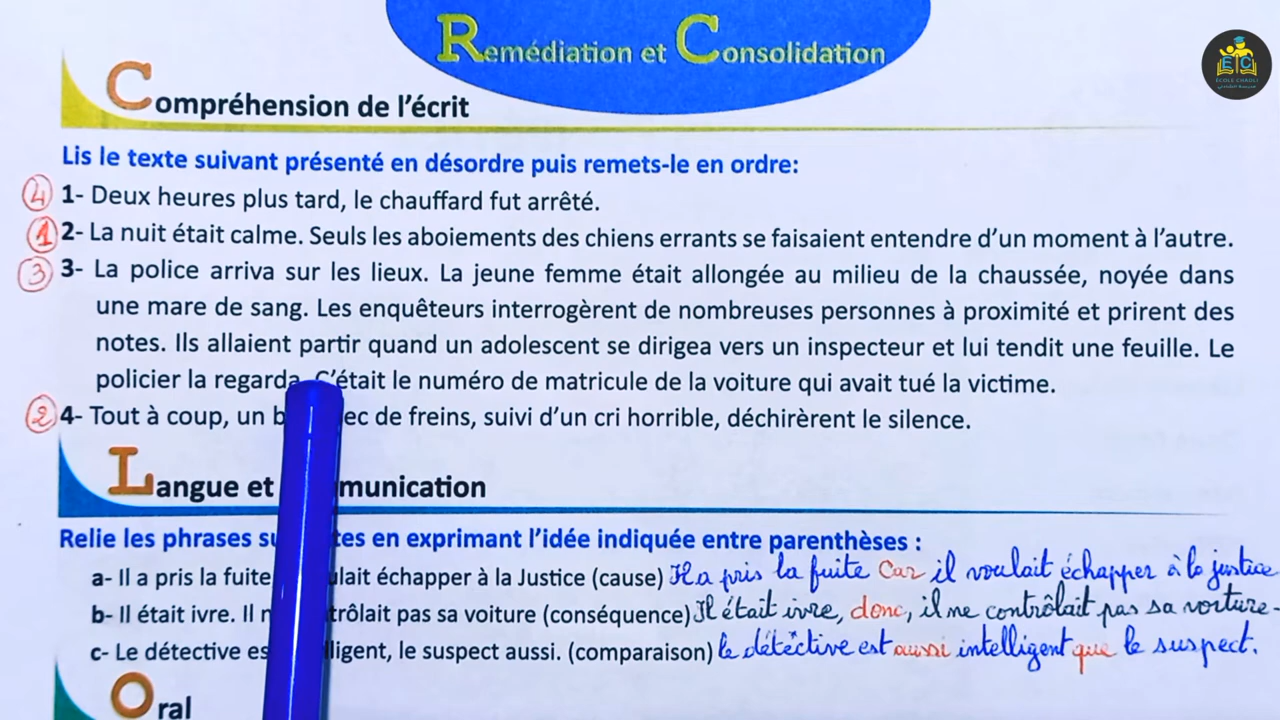 Remédiation et Consolidation
ECOLE CHAOLI
Compréhension de l'écrit
Lis le texte suivant présenté en désordre puis remets-le en ordre:
4 1- Deux heures plus tard, le chauffard fut arrêté.
1 2- La nuit était calme. Seuls les aboiements des chiens errants se faisaient entendre d'un moment à l'autre.
3 3- La police arriva sur les lieux. La jeune femme était allongée au milieu de la chaussée, noyée dans
une mare de sang. Les enquêteurs interrogèrent de nombreuses personnes à proximité et prirent des
notes. Ils allaient partir quand un adolescent se dirigea vers un inspecteur et lui tendit une feuille. Le
policier la regarda. C'était le numéro de matricule de la voiture qui avait tué la victime.
2 4- Tout à coup, un b ec de freins, suivi d'un cri horrible, déchirèrent le silence.
Langue et munication
Relie les phrases su tes en exprimant l'idée indiquée entre parenthèses :
a- Il a pris la fuite ulait échapper à la Justice (cause) Il a pris la fuite Car il voulait échapper à la justice
b- Il était ivre. Il n trôlait pas sa voiture (conséquence) Il était ivre, donc, il ne contrôlait pas sa voiture-
c- Le détective es lligent, le suspect aussi. (comparaison) le détective est aussi intelligent que le suspect.
Oral